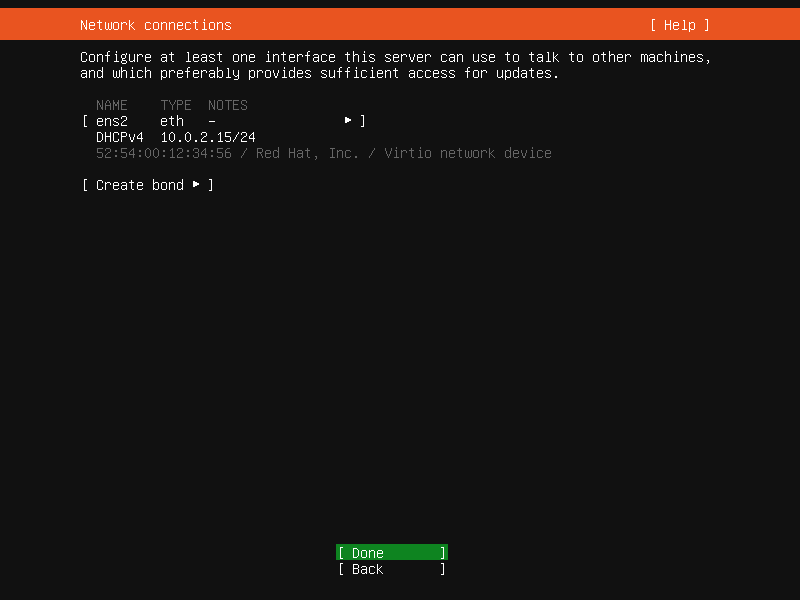 Network connections [ Help ]
Configure at least one interface this server can use to talk to other machines,
and which preferably provides sufficient access for updates.
NAME TYPE NOTES
[ ens2 eth - ▸ ]
DHCPv4 10.0.2.15/24
52:54:00:12:34:56 / Red Hat, Inc. / Virtio network device
[ Create bond ▸ ]
[ Done ]
[ Back ]